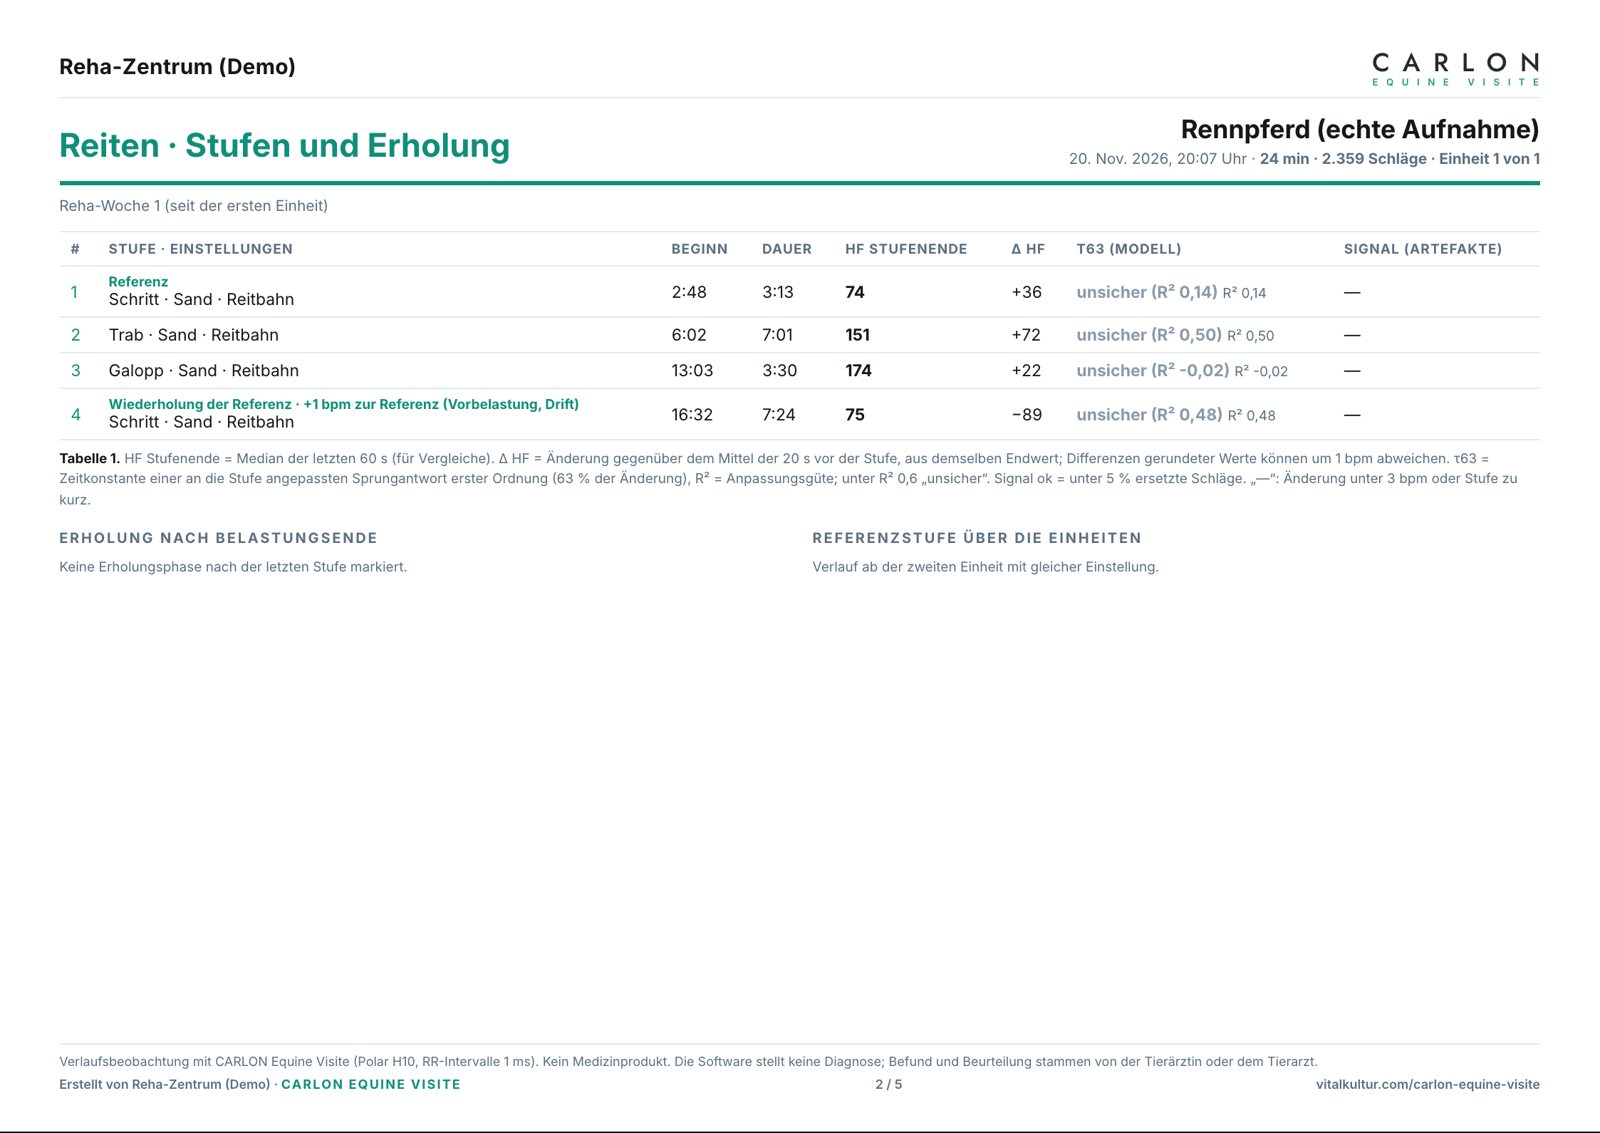 Reha-Zentrum (Demo)
CARLON
EQUINE VISITE
Reiten · Stufen und Erholung
Rennpferd (echte Aufnahme)
20. Nov. 2026, 20:07 Uhr · 24 min · 2.359 Schläge · Einheit 1 von 1
Reha-Woche 1 (seit der ersten Einheit)
# STUFE · EINSTELLUNGEN BEGINN DAUER HF STUFENENDE Δ HF T63 (MODELL) SIGNAL (ARTEFAKTE)
Referenz
1 Schritt · Sand · Reitbahn 2:48 3:13 74 +36 unsicher (R² 0,14) R² 0,14 —
2 Trab · Sand · Reitbahn 6:02 7:01 151 +72 unsicher (R² 0,50) R² 0,50 —
3 Galopp · Sand · Reitbahn 13:03 3:30 174 +22 unsicher (R² -0,02) R² -0,02 —
Wiederholung der Referenz · +1 bpm zur Referenz (Vorbelastung, Drift)
4 Schritt · Sand · Reitbahn 16:32 7:24 75 −89 unsicher (R² 0,48) R² 0,48 —
Tabelle 1. HF Stufenende = Median der letzten 60 s (für Vergleiche). Δ HF = Änderung gegenüber dem Mittel der 20 s vor der Stufe, aus demselben Endwert; Differenzen gerundeter Werte können um 1 bpm abweichen. τ63 =
Zeitkonstante einer an die Stufe angepassten Sprungantwort erster Ordnung (63 % der Änderung), R² = Anpassungsgüte; unter R² 0,6 „unsicher“. Signal ok = unter 5 % ersetzte Schläge. „—“: Änderung unter 3 bpm oder Stufe zu
kurz.
ERHOLUNG NACH BELASTUNGSENDE
Keine Erholungsphase nach der letzten Stufe markiert.
REFERENZSTUFE ÜBER DIE EINHEITEN
Verlauf ab der zweiten Einheit mit gleicher Einstellung.
Verlaufsbeobachtung mit CARLON Equine Visite (Polar H10, RR-Intervalle 1 ms). Kein Medizinprodukt. Die Software stellt keine Diagnose; Befund und Beurteilung stammen von der Tierärztin oder dem Tierarzt.
Erstellt von Reha-Zentrum (Demo) · CARLON EQUINE VISITE 2 / 5 vitalkultur.com/carlon-equine-visite